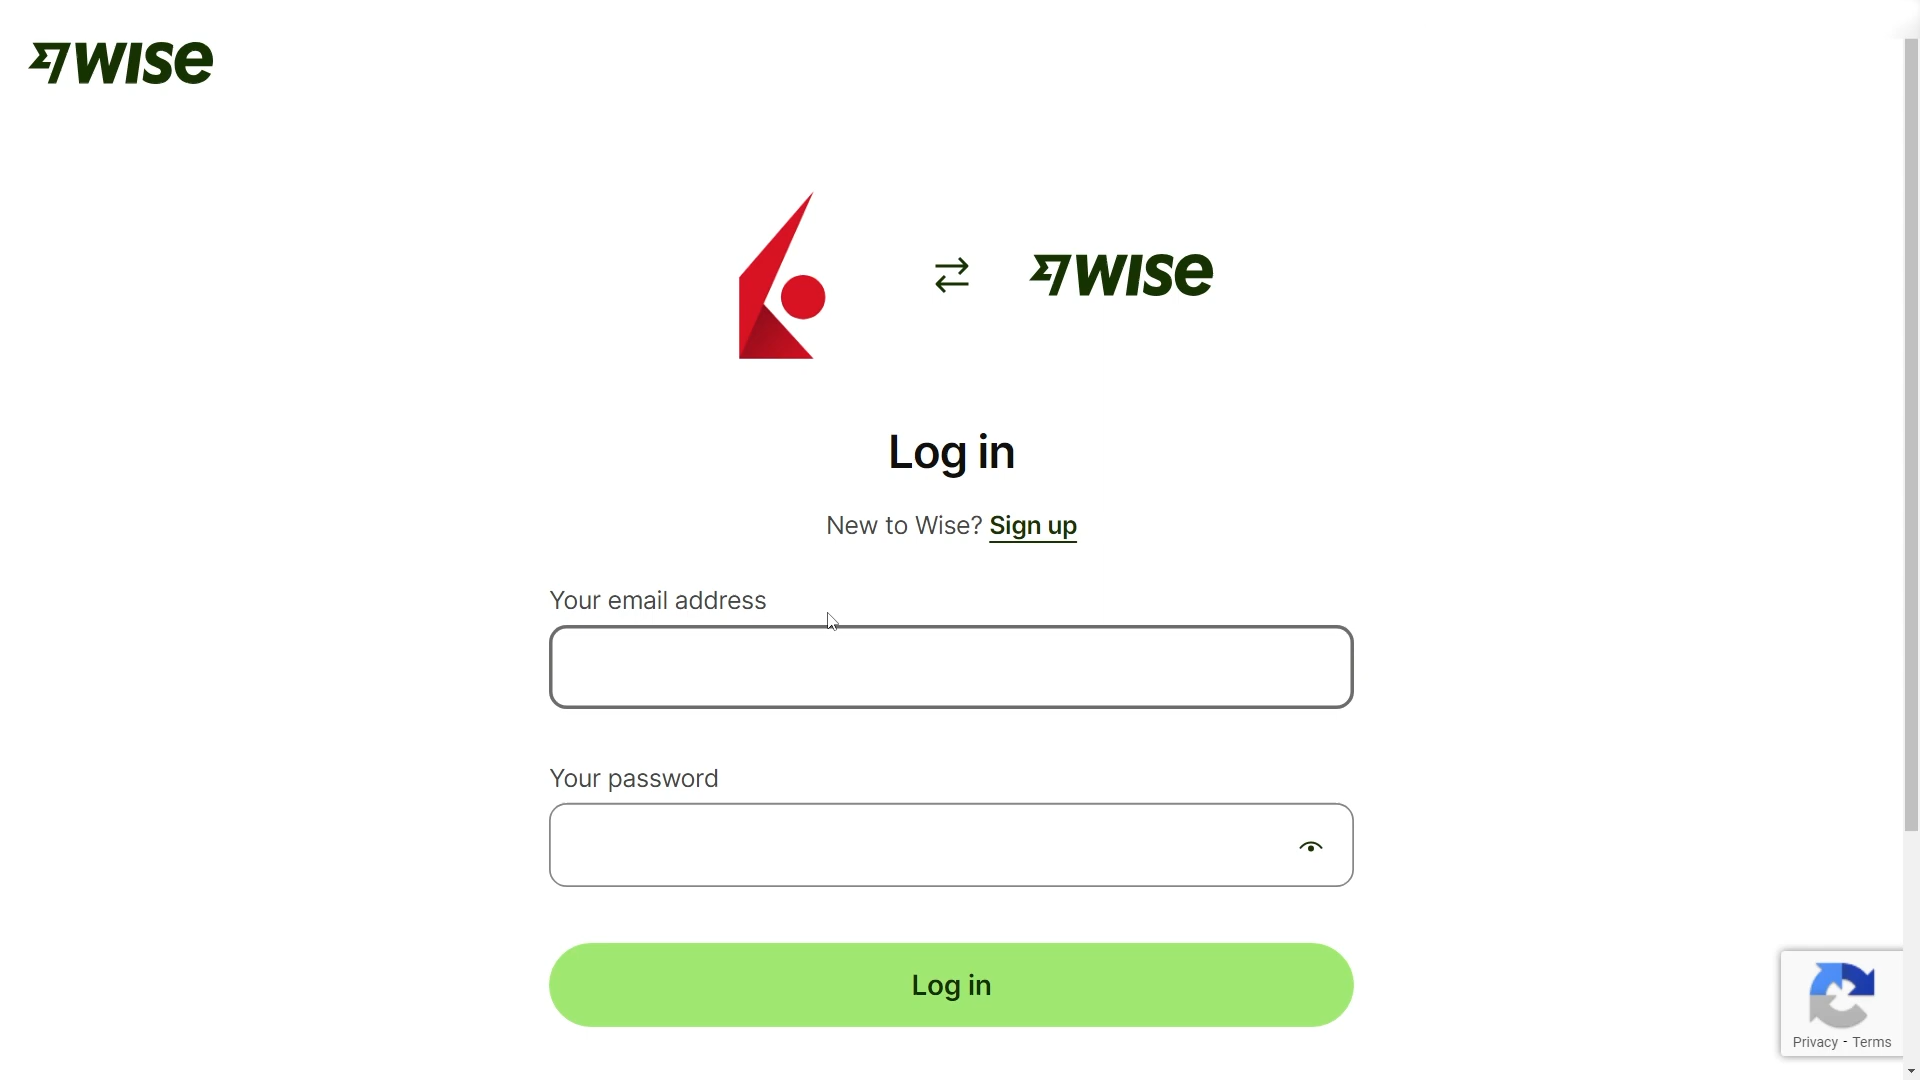 wise
wise
Log in
New to Wise? Sign up
Your email address
Your password
Log in
Privacy - Terms